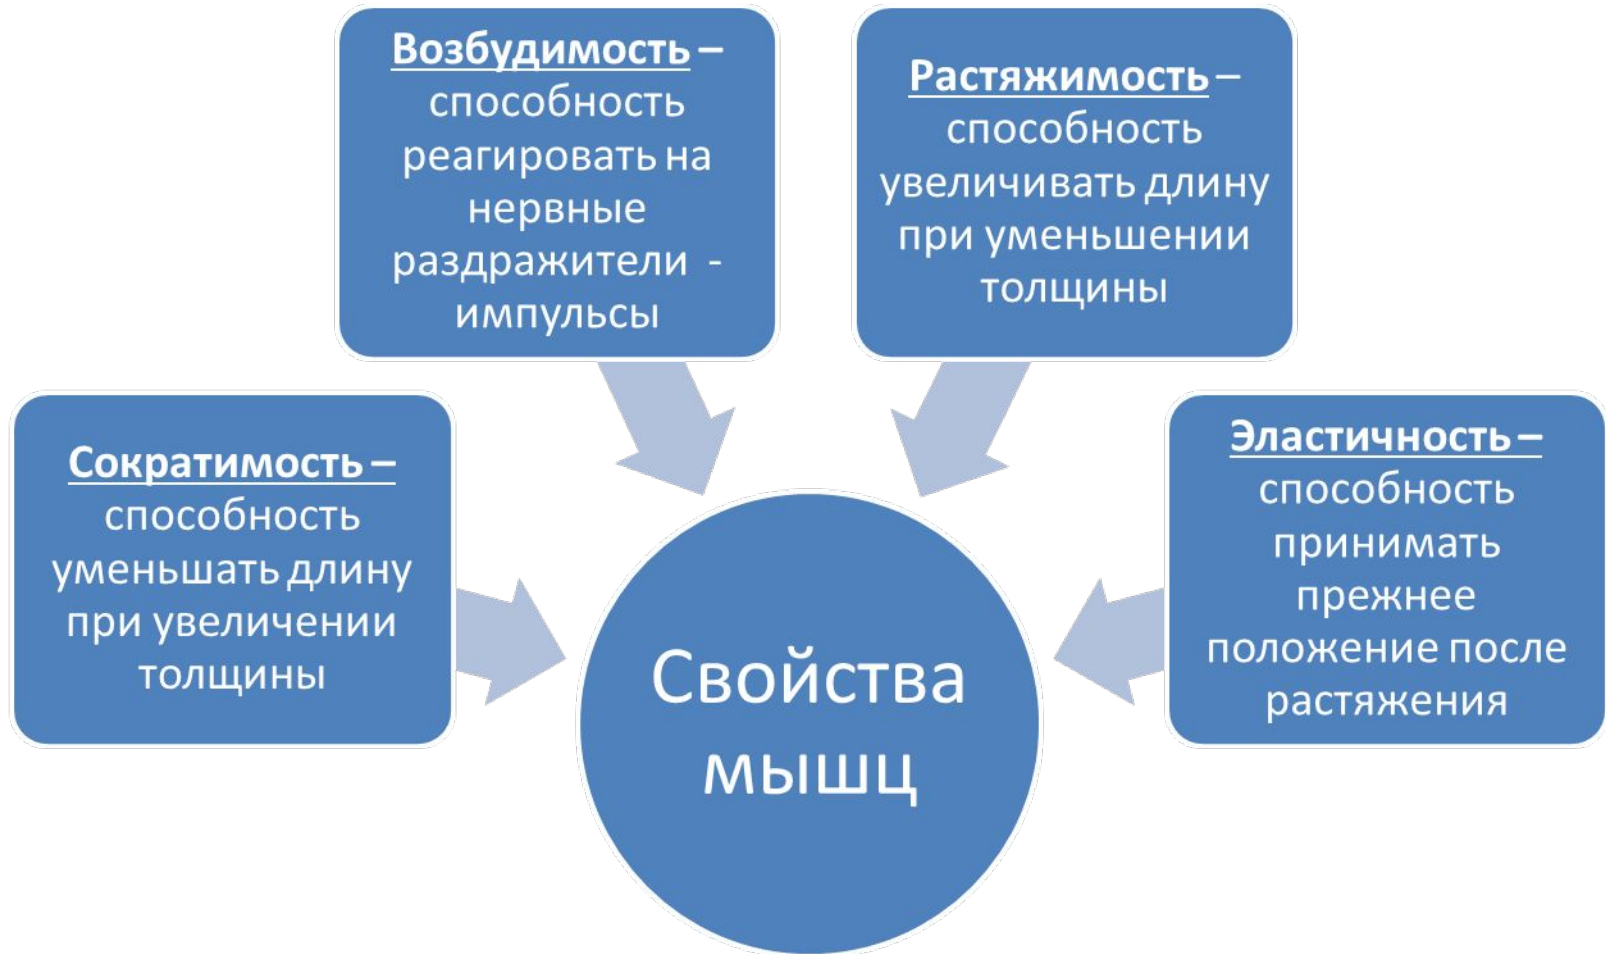 Возбудимость –
способность
реагировать на
нервные
раздражители -
импульсы
Растяжимость –
способность
увеличивать длину
при уменьшении
толщины
Сократимость –
способность
уменьшать длину
при увеличении
толщины
Эластичность –
способность
принимать
прежнее
положение после
растяжения
Свойства
мышц